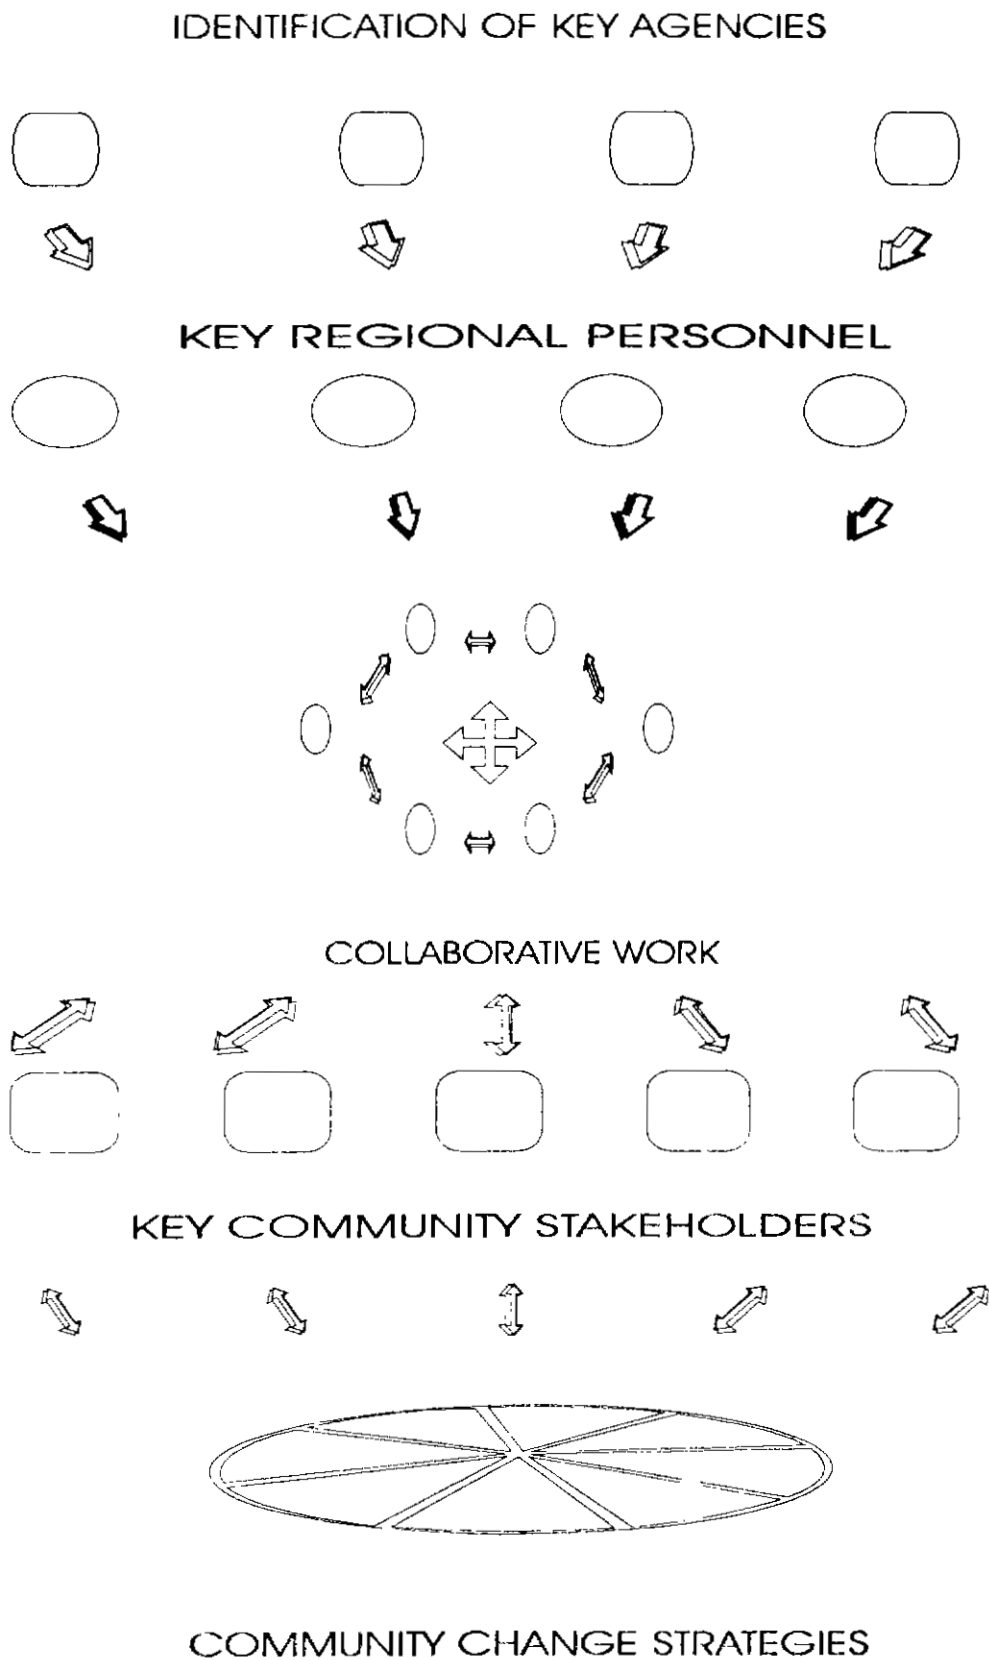 IDENTIFICATION OF KEY AGENCIES
KEY REGIONAL PERSONNEL
COLLABORATIVE WORK
KEY COMMUNITY STAKEHOLDERS
COMMUNITY CHANGE STRATEGIES